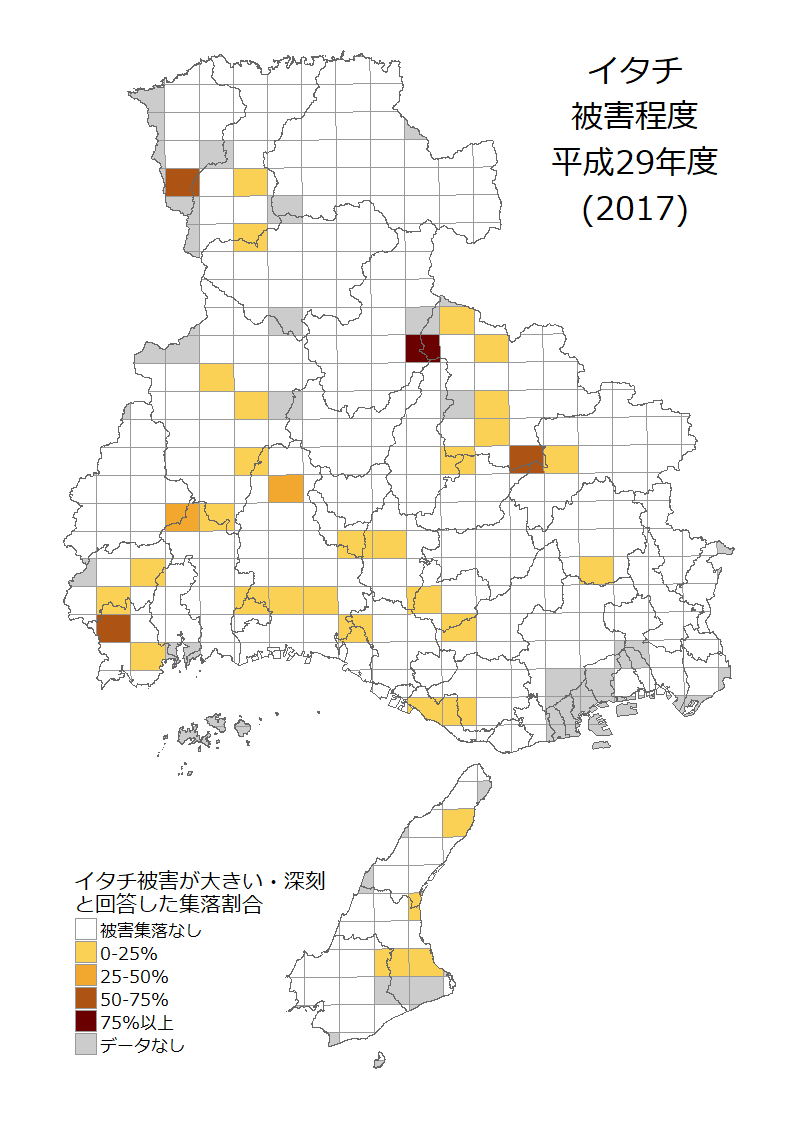 イタチ
被害程度
平成29年度
(2017)
イタチ被害が大きい・深刻
と回答した集落割合
被害集落なし
0-25%
25-50%
50-75%
75%以上
データなし